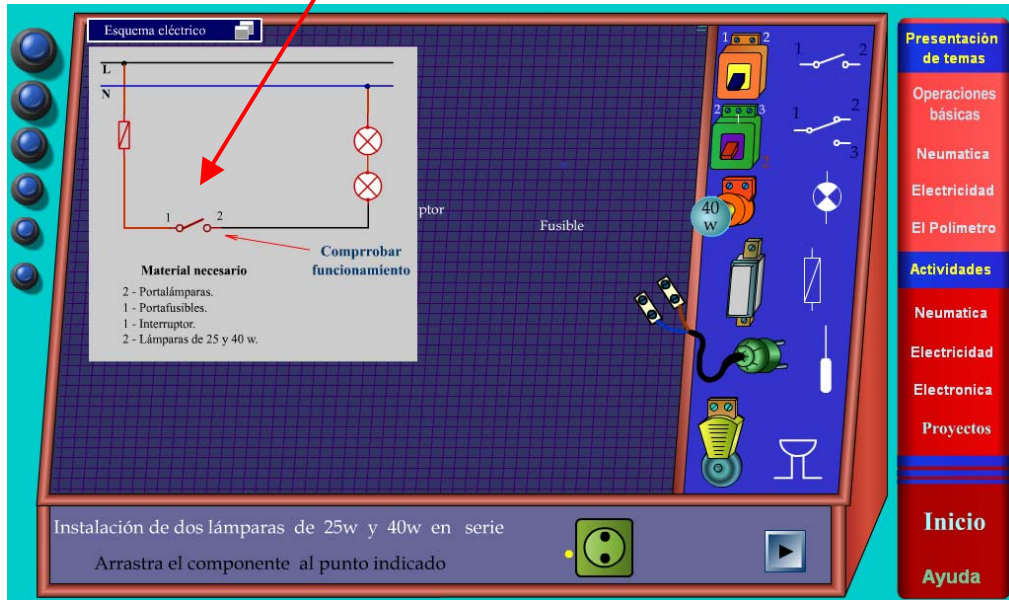 Esquema eléctrico
L
N
1 2
Comprrobar
funcionamiento
Material necesario
2 - Portalámparas.
1 - Portafusibles.
1 - Interruptor.
2 - Lámparas de 25 y 40 w.
ptor
Fusible
1 2
1 2
2 3
2
1 2
3
40
w
Presentación
de temas
Operaciones
básicas
Neumatica
Electricidad
El Polimetro
Actividades
Neumatica
Electricidad
Electronica
Proyectos
Inicio
Ayuda
Instalación de dos lámparas de 25w y 40w en serie
Arrastra el componente al punto indicado